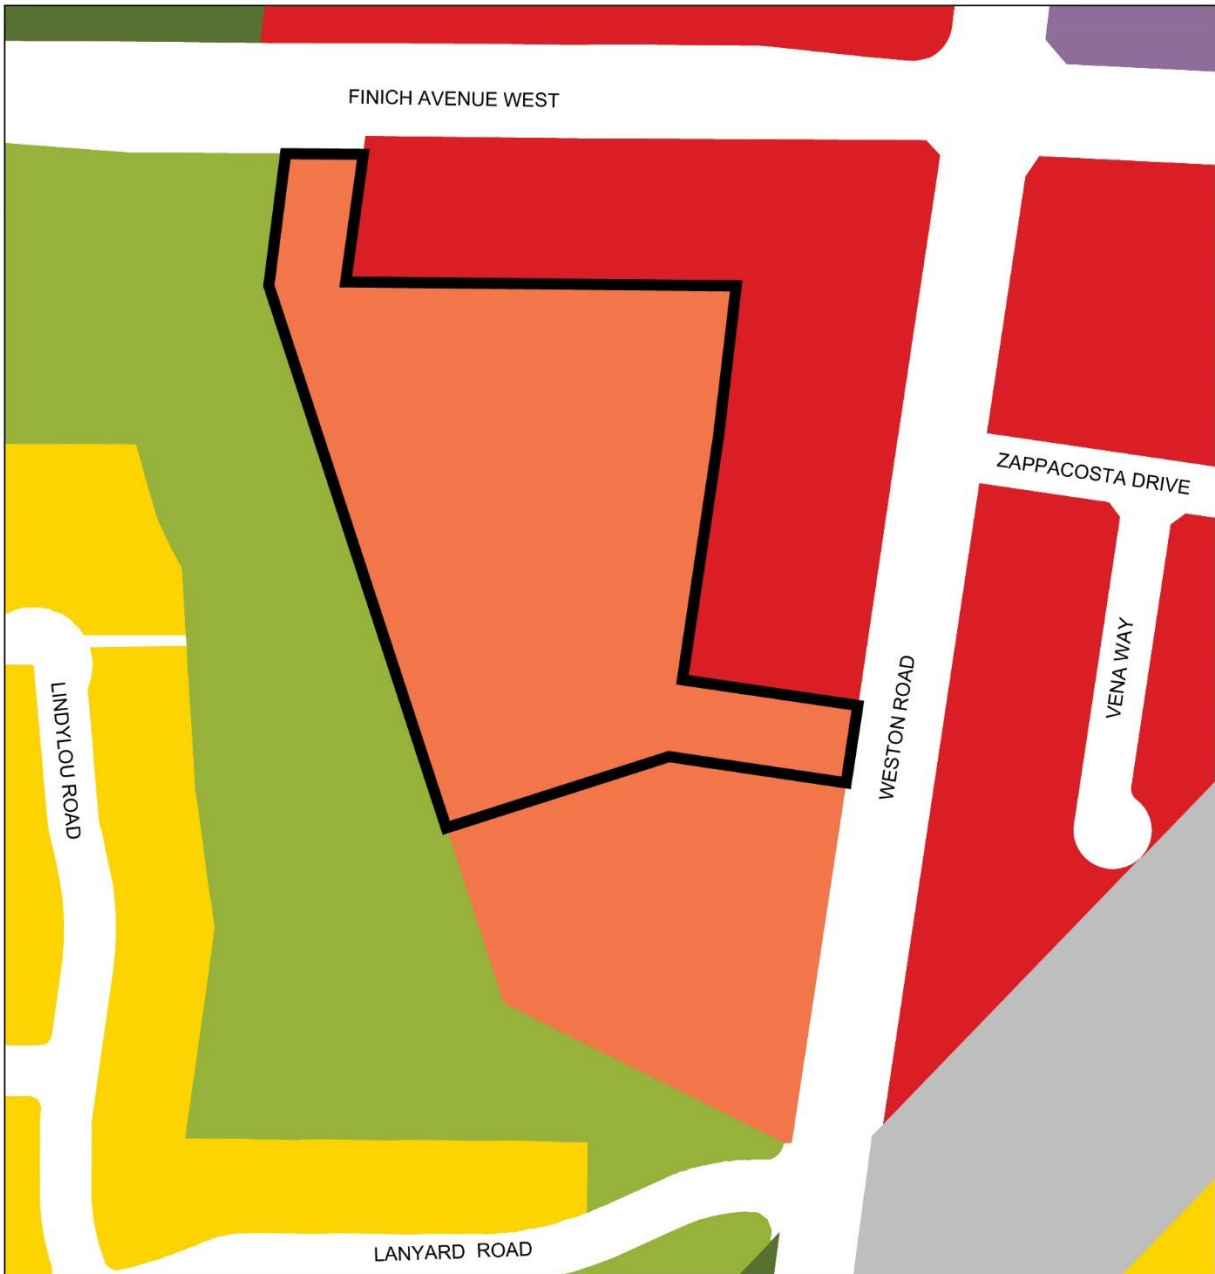 FINICH AVENUE WEST
ZAPPACOSTA DRIVE
VENA WAY
WESTON ROAD
LINDYLOU ROAD
LANYARD ROAD